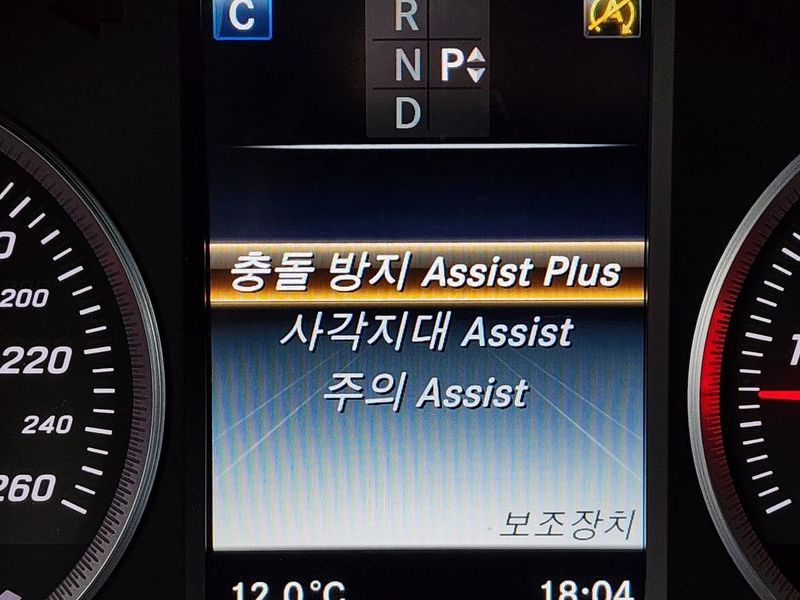 C
R
N P
D
A
충돌 방지 Assist Plus
사각지대 Assist
주의 Assist
보조장치
12.0°C 18:04
200
220
240
260